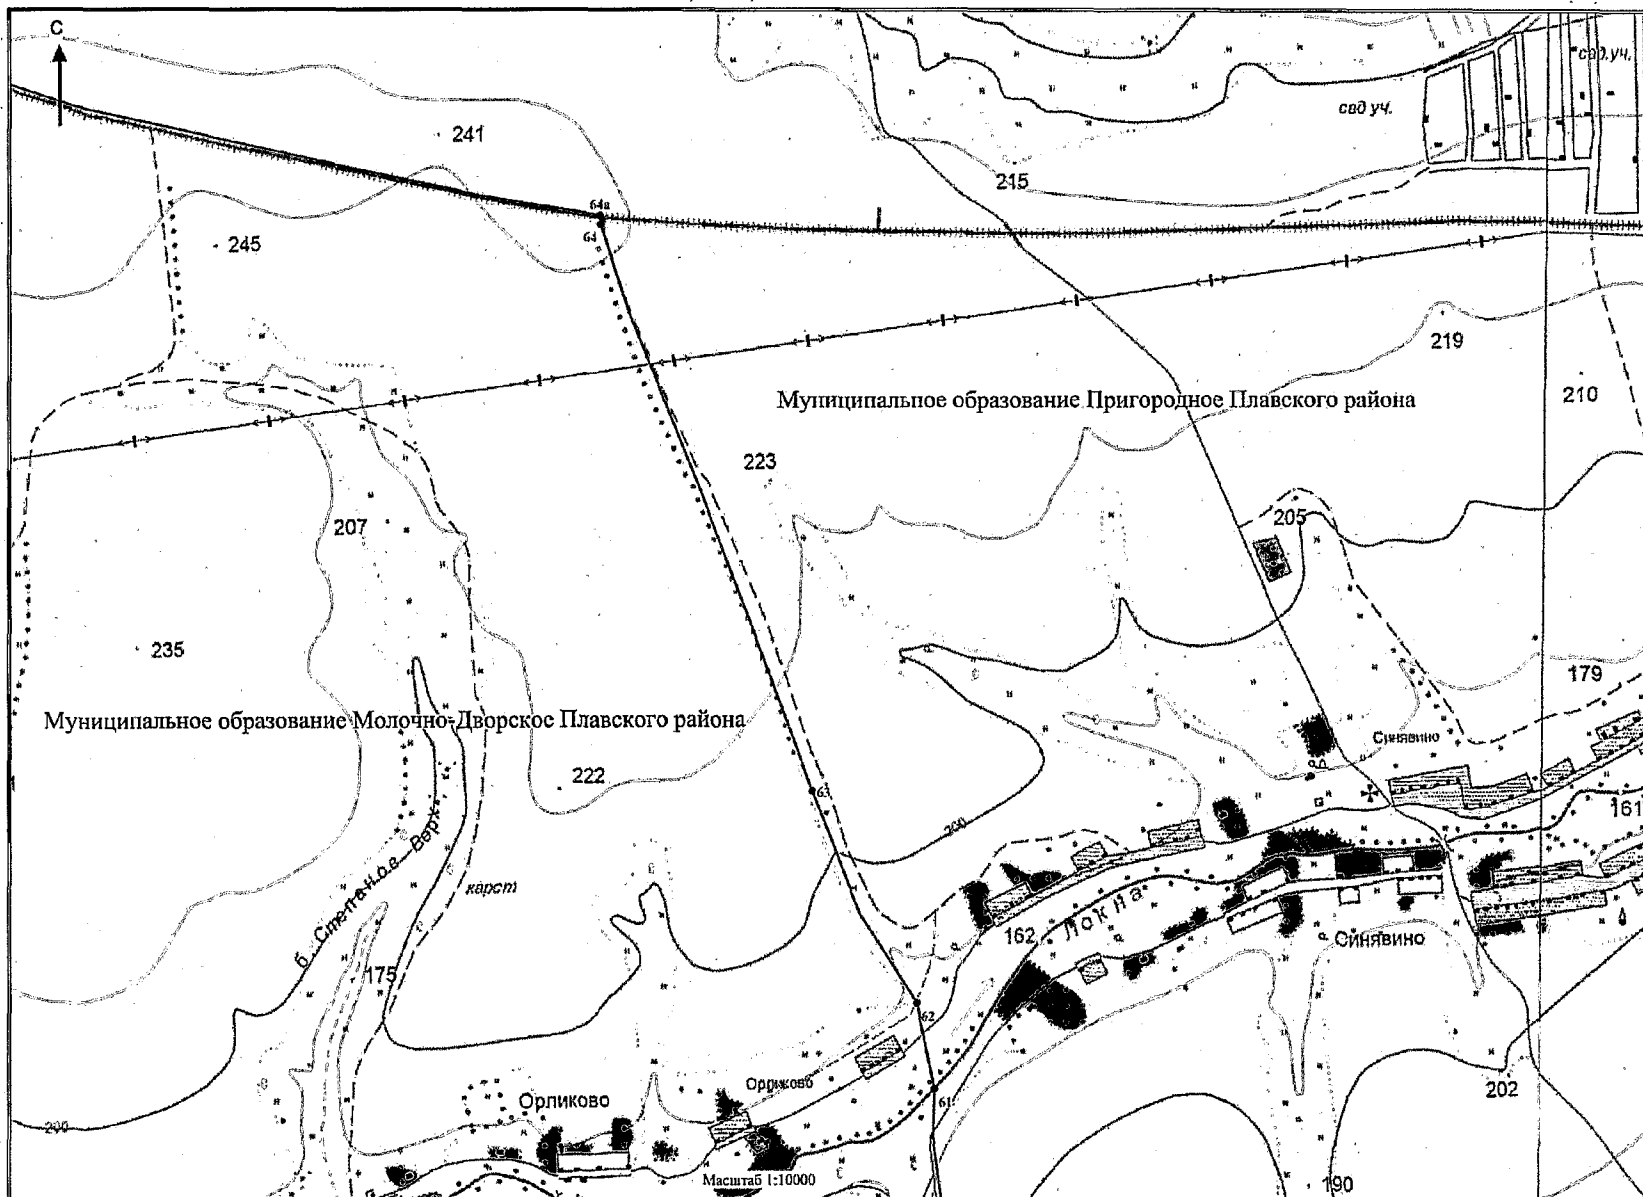 С
241
сад уч.
сад.уч.
215
64а
64
245
219
210
Муниципальное образование Пригородное Плавского района
223
207
205
235
179
Муниципальное образование Молочно-Дворское Плавского района
Синявино
222
63
161
200
б. Степанов Верх
карст
162
Локна
Синявино
175
62
Орликово
202
Орликово
61
200
Масштаб 1:10000
190